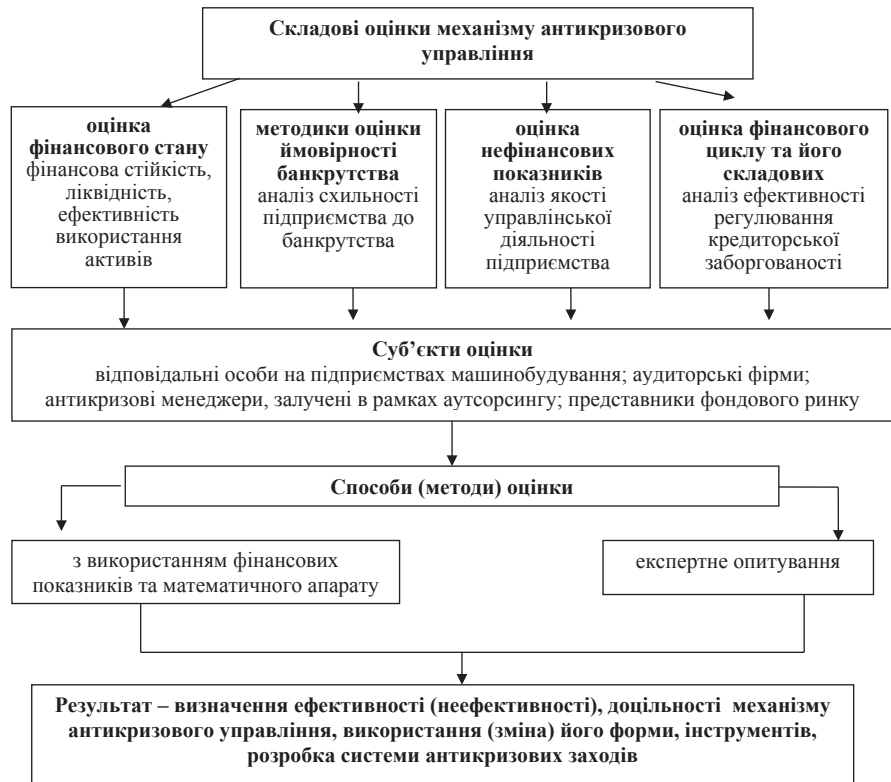 Складові оцінки механізму антикризового
управління
оцінка
фінансового стану
фінансова стійкість,
ліквідність,
ефективність
використання
активів
методики оцінки
ймовірності
банкрутства
аналіз схильності
підприємства до
банкрутства
оцінка
нефінансових
показників
аналіз якості
управлінської
діяльності
підприємства
оцінка фінансового
циклу та його
складових
аналіз ефективності
регулювання
кредиторської
заборгованості
Суб’єкти оцінки
відповідальні особи на підприємствах машинобудування; аудиторські фірми;
антикризові менеджери, залучені в рамках аутсорсингу; представники фондового ринку
Способи (методи) оцінки
з використанням фінансових
показників та математичного апарату
експертне опитування
Результат – визначення ефективності (неефективності), доцільності механізму
антикризового управління, використання (зміна) його форми, інструментів,
розробка системи антикризових заходів